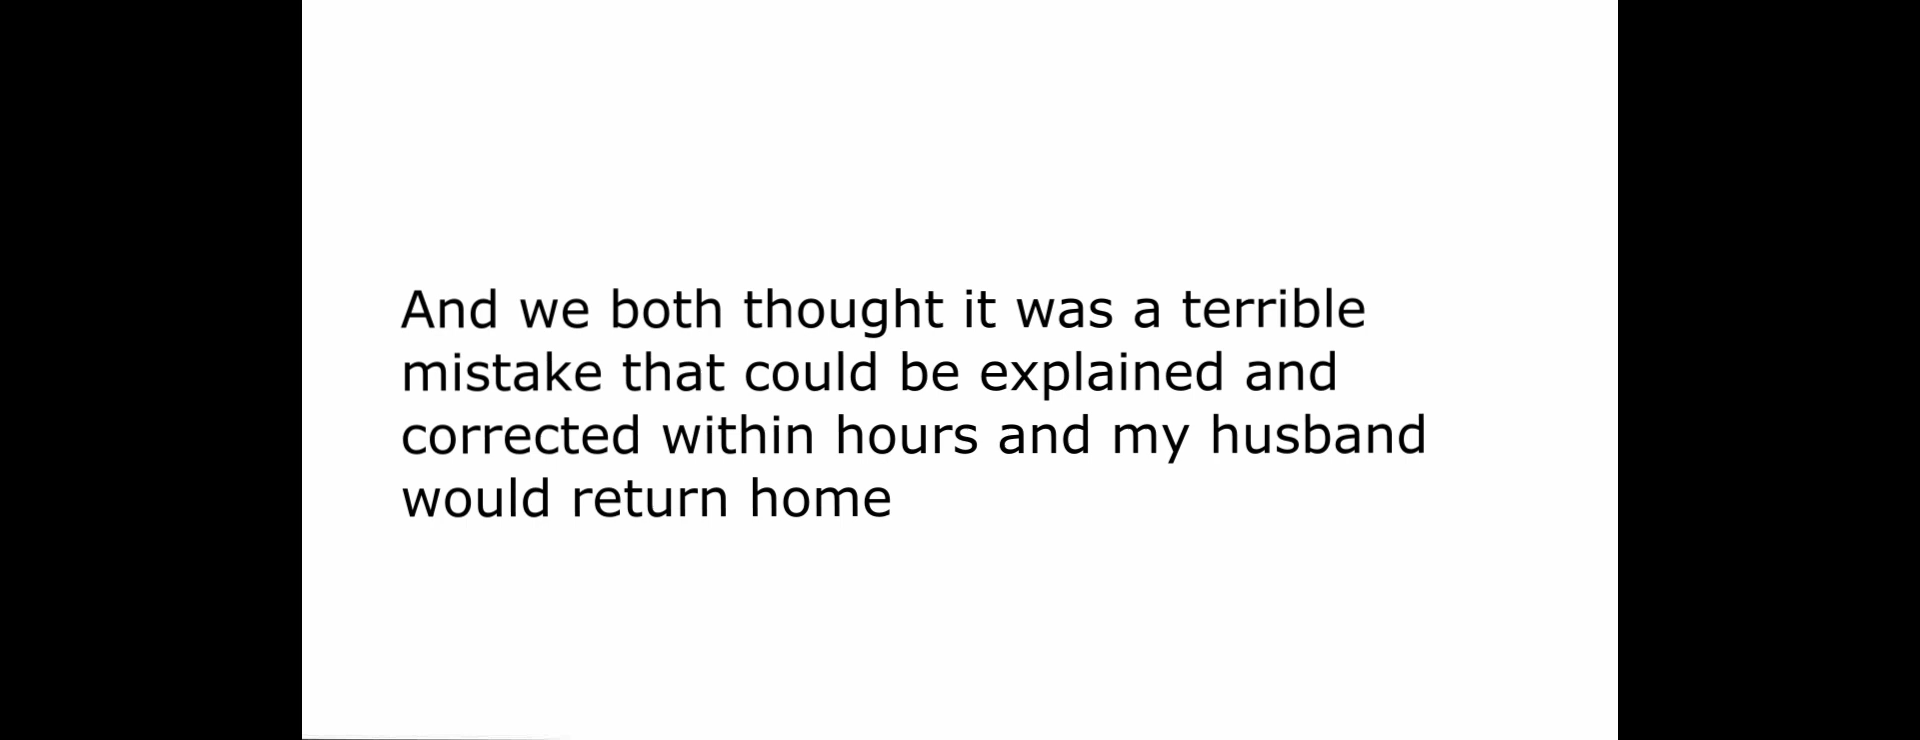 And we both thought it was a terrible
mistake that could be explained and
corrected within hours and my husband
would return home